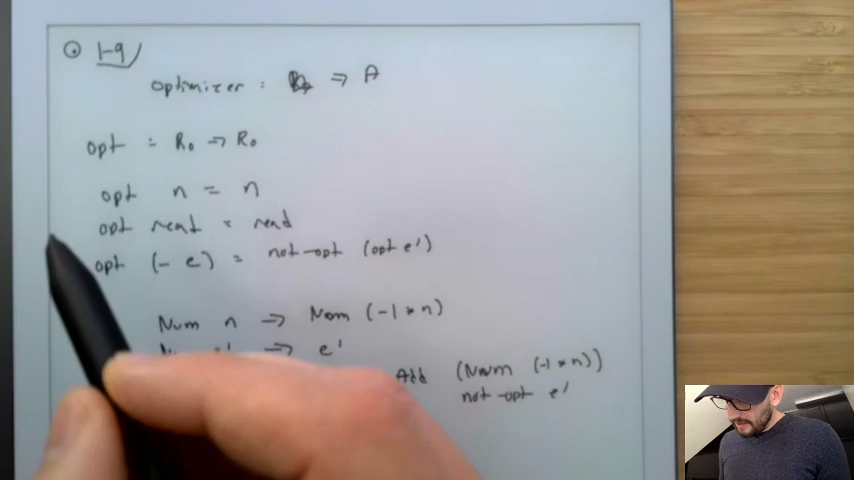 1-9/
optimizer : ⇒ A
opt : R₀ → R₀
opt n = n
opt read = read
opt (- e) = not-opt (opt e')
Num n → Num (-1 * n)
→ e'
Add (Num (-1 * n))
not-opt e'